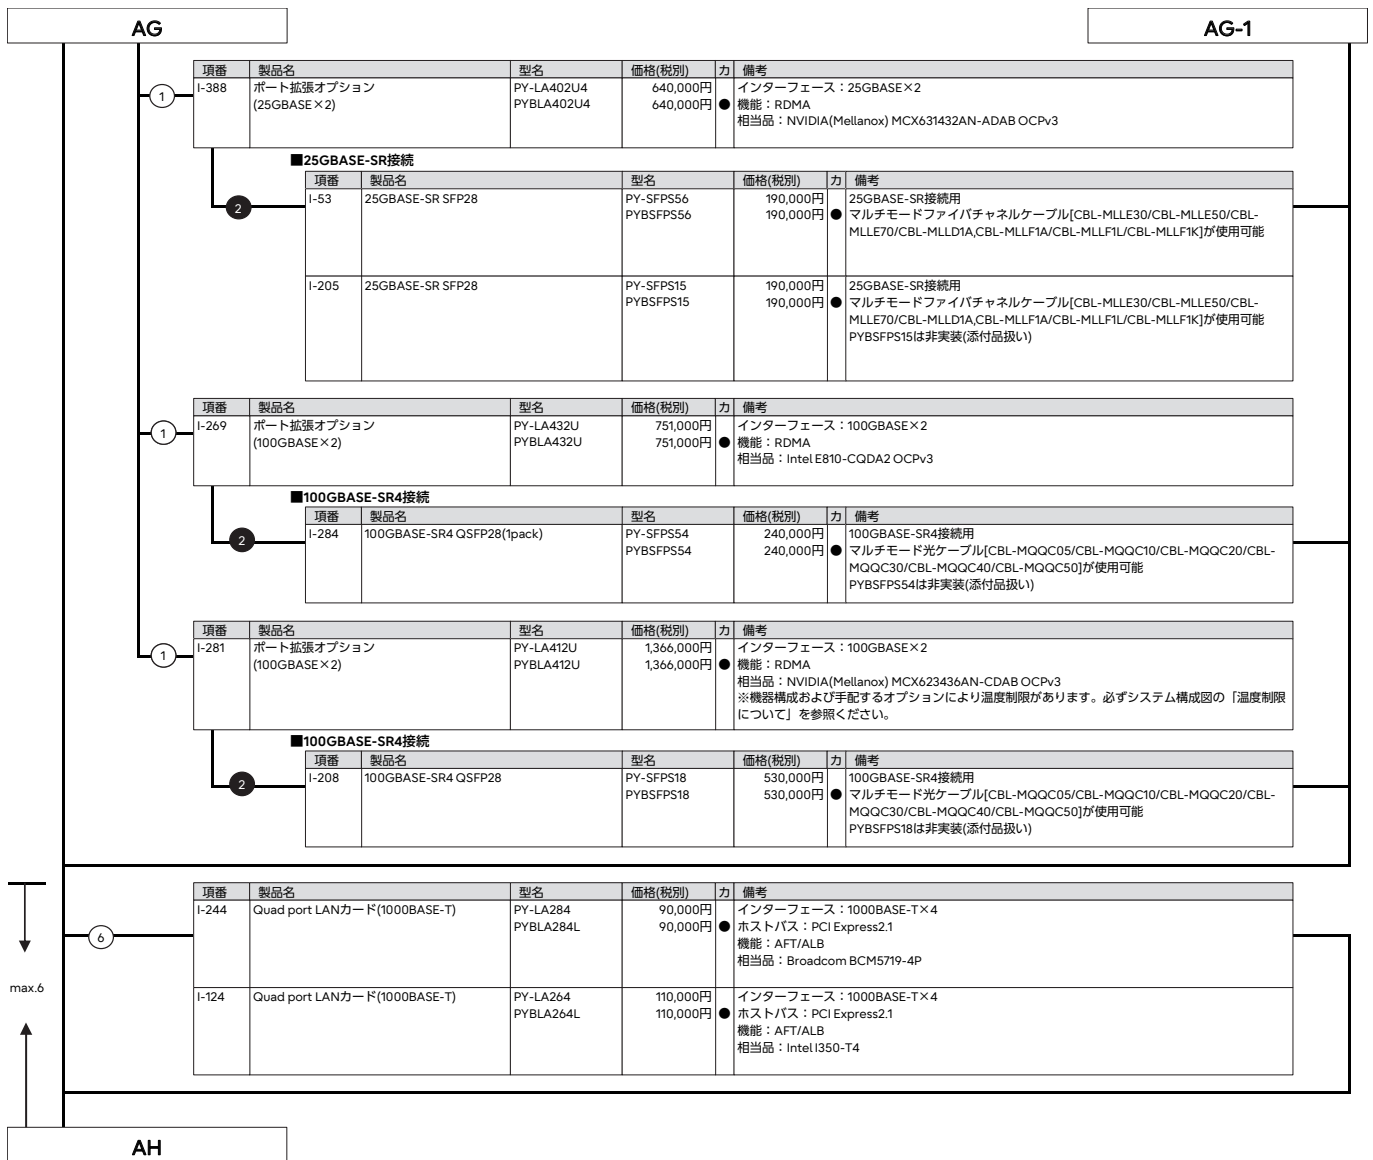 AG
AG-1
項番 製品名 型名 価格(税別) カ 備考
1
I-388 ポート拡張オプション PY-LA402U4 640,000円 インターフェース：25GBASE×2
(25GBASE×2) PYBLA402U4 640,000円 ● 機能：RDMA
相当品：NVIDIA(Mellanox) MCX631432AN-ADAB OCPv3
■25GBASE-SR接続
項番 製品名 型名 価格(税別) カ 備考
2
I-53 25GBASE-SR SFP28 PY-SFPS56 190,000円 25GBASE-SR接続用
PYBSFPS56 190,000円 ● マルチモードファイバチャネルケーブル[CBL-MLLE30/CBL-MLLE50/CBL-
MLLE70/CBL-MLLD1A,CBL-MLLF1A/CBL-MLLF1L/CBL-MLLF1K]が使用可能
I-205 25GBASE-SR SFP28 PY-SFPS15 190,000円 25GBASE-SR接続用
PYBSFPS15 190,000円 ● マルチモードファイバチャネルケーブル[CBL-MLLE30/CBL-MLLE50/CBL-
MLLE70/CBL-MLLD1A,CBL-MLLF1A/CBL-MLLF1L/CBL-MLLF1K]が使用可能
PYBSFPS15は非実装(添付品扱い)
項番 製品名 型名 価格(税別) カ 備考
1
I-269 ポート拡張オプション PY-LA432U 751,000円 インターフェース：100GBASE×2
(100GBASE×2) PYBLA432U 751,000円 ● 機能：RDMA
相当品：Intel E810-CQDA2 OCPv3
■100GBASE-SR4接続
項番 製品名 型名 価格(税別) カ 備考
2
I-284 100GBASE-SR4 QSFP28(1pack) PY-SFPS54 240,000円 100GBASE-SR4接続用
PYBSFPS54 240,000円 ● マルチモード光ケーブル[CBL-MQQC05/CBL-MQQC10/CBL-MQQC20/CBL-
MQQC30/CBL-MQQC40/CBL-MQQC50]が使用可能
PYBSFPS54は非実装(添付品扱い)
項番 製品名 型名 価格(税別) カ 備考
1
I-281 ポート拡張オプション PY-LA412U 1,366,000円 インターフェース：100GBASE×2
(100GBASE×2) PYBLA412U 1,366,000円 ● 機能：RDMA
相当品：NVIDIA(Mellanox) MCX623436AN-CDAB OCPv3
※機器構成および手配するオプションにより温度制限があります。必ずシステム構成図の「温度制限
について」を参照ください。
■100GBASE-SR4接続
項番 製品名 型名 価格(税別) カ 備考
2
I-208 100GBASE-SR4 QSFP28 PY-SFPS18 530,000円 100GBASE-SR4接続用
PYBSFPS18 530,000円 ● マルチモード光ケーブル[CBL-MQQC05/CBL-MQQC10/CBL-MQQC20/CBL-
MQQC30/CBL-MQQC40/CBL-MQQC50]が使用可能
PYBSFPS18は非実装(添付品扱い)
項番 製品名 型名 価格(税別) カ 備考
6
I-244 Quad port LANカード(1000BASE-T) PY-LA284 90,000円 インターフェース：1000BASE-T×4
PYBLA284L 90,000円 ● ホストバス：PCI Express2.1
機能：AFT/ALB
相当品：Broadcom BCM5719-4P
max.6
I-124 Quad port LANカード(1000BASE-T) PY-LA264 110,000円 インターフェース：1000BASE-T×4
PYBLA264L 110,000円 ● ホストバス：PCI Express2.1
機能：AFT/ALB
相当品：Intel I350-T4
AH